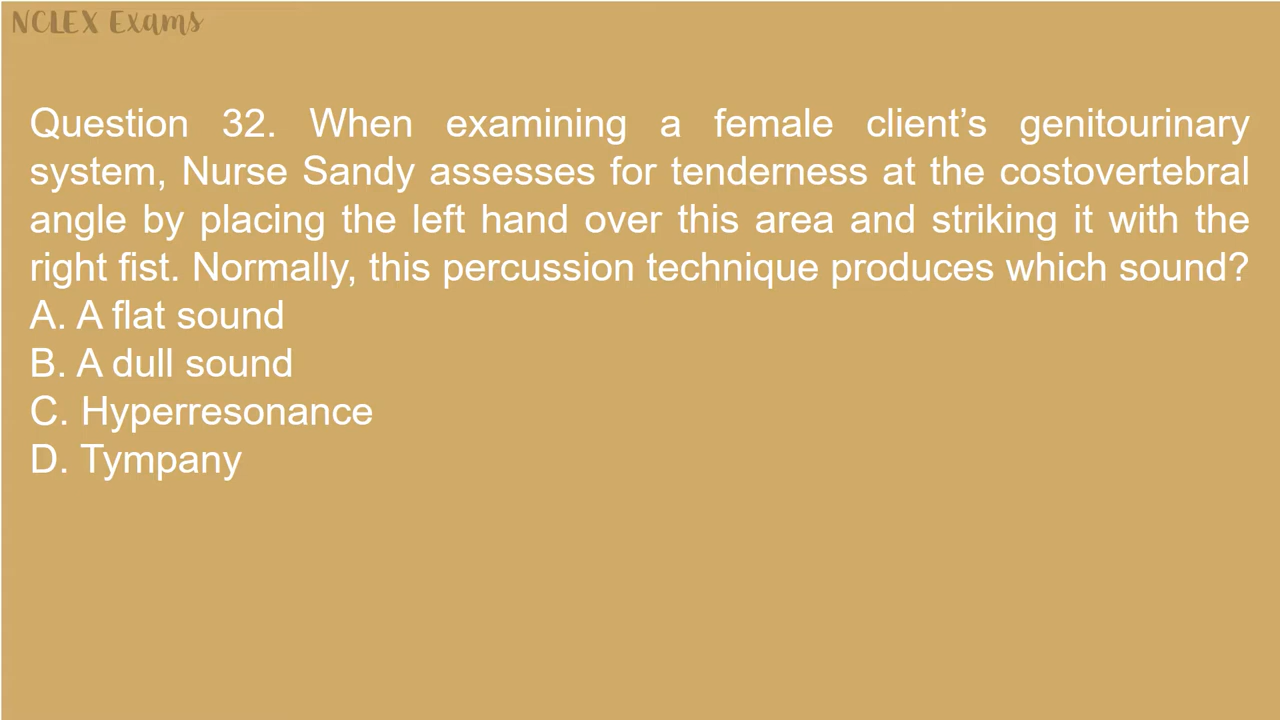 NCLEX Exams
Question 32. When examining a female client’s genitourinary
system, Nurse Sandy assesses for tenderness at the costovertebral
angle by placing the left hand over this area and striking it with the
right fist. Normally, this percussion technique produces which sound?
A. A flat sound
B. A dull sound
C. Hyperresonance
D. Tympany